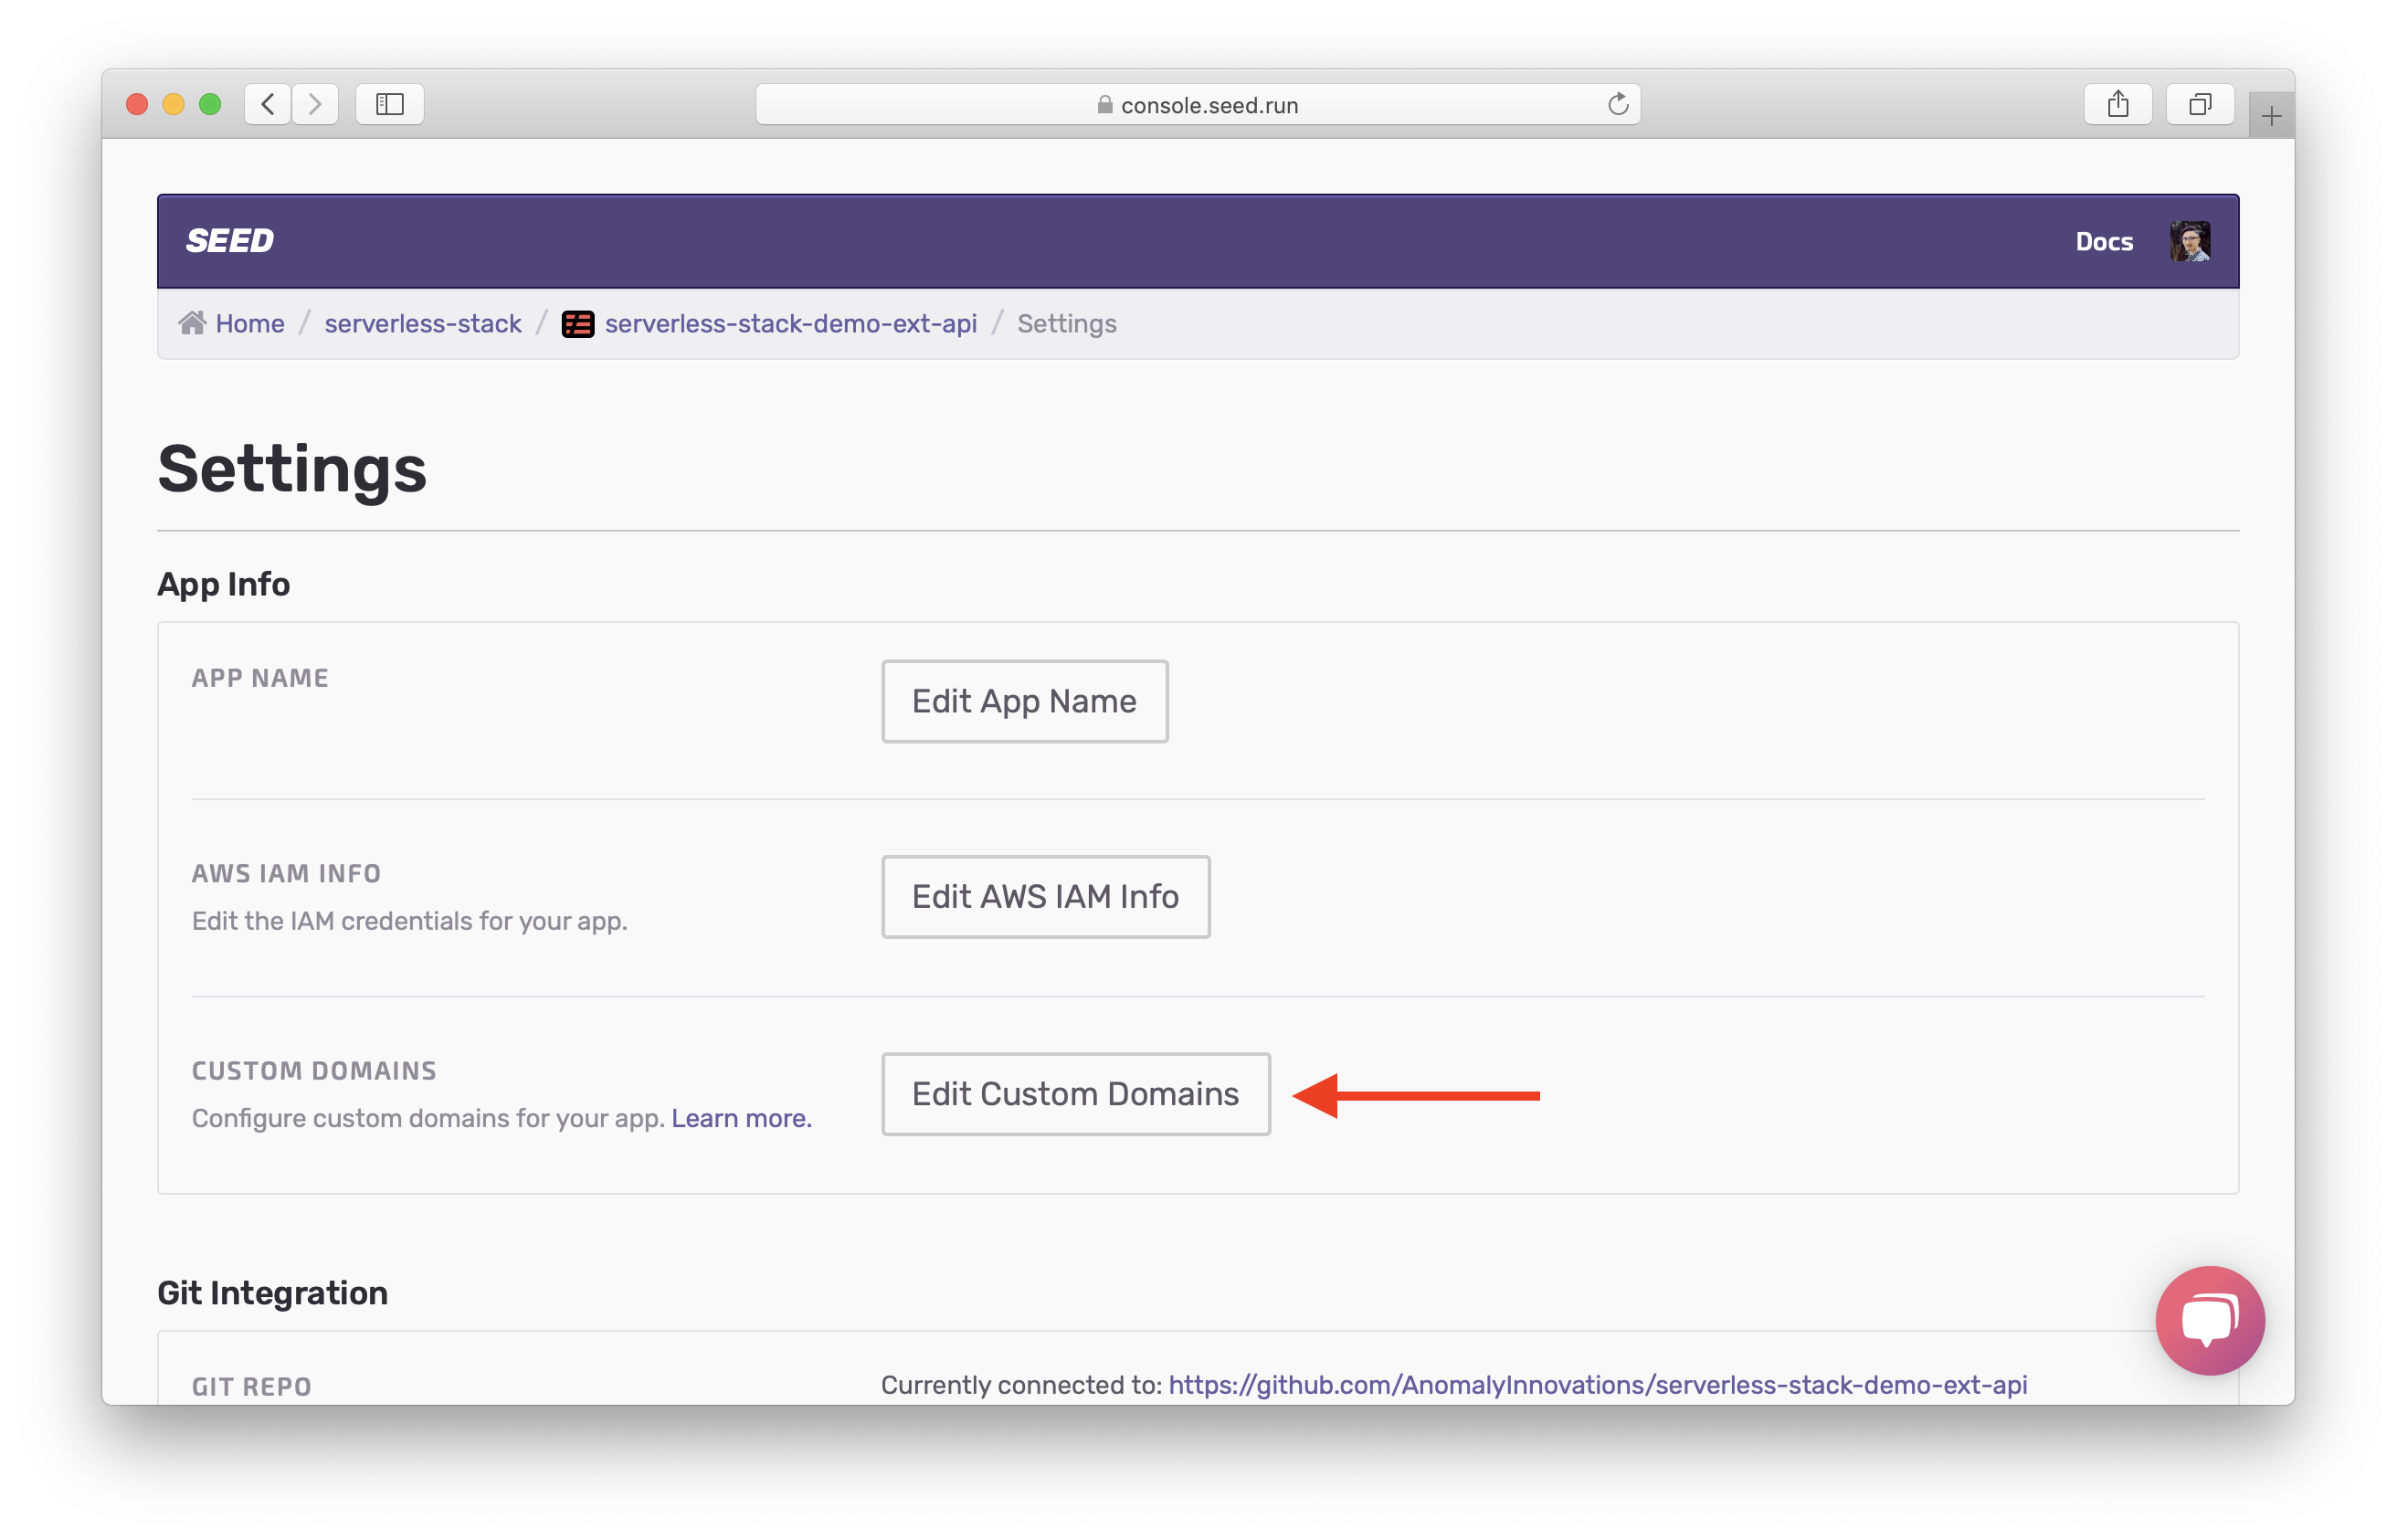 console.seed.run
SEED
Docs
Home / serverless-stack / serverless-stack-demo-ext-api / Settings
Settings
App Info
APP NAME
Edit App Name
AWS IAM INFO
Edit AWS IAM Info
Edit the IAM credentials for your app.
CUSTOM DOMAINS
Edit Custom Domains
Configure custom domains for your app. Learn more.
Git Integration
GIT REPO
Currently connected to: https://github.com/AnomalyInnovations/serverless-stack-demo-ext-api